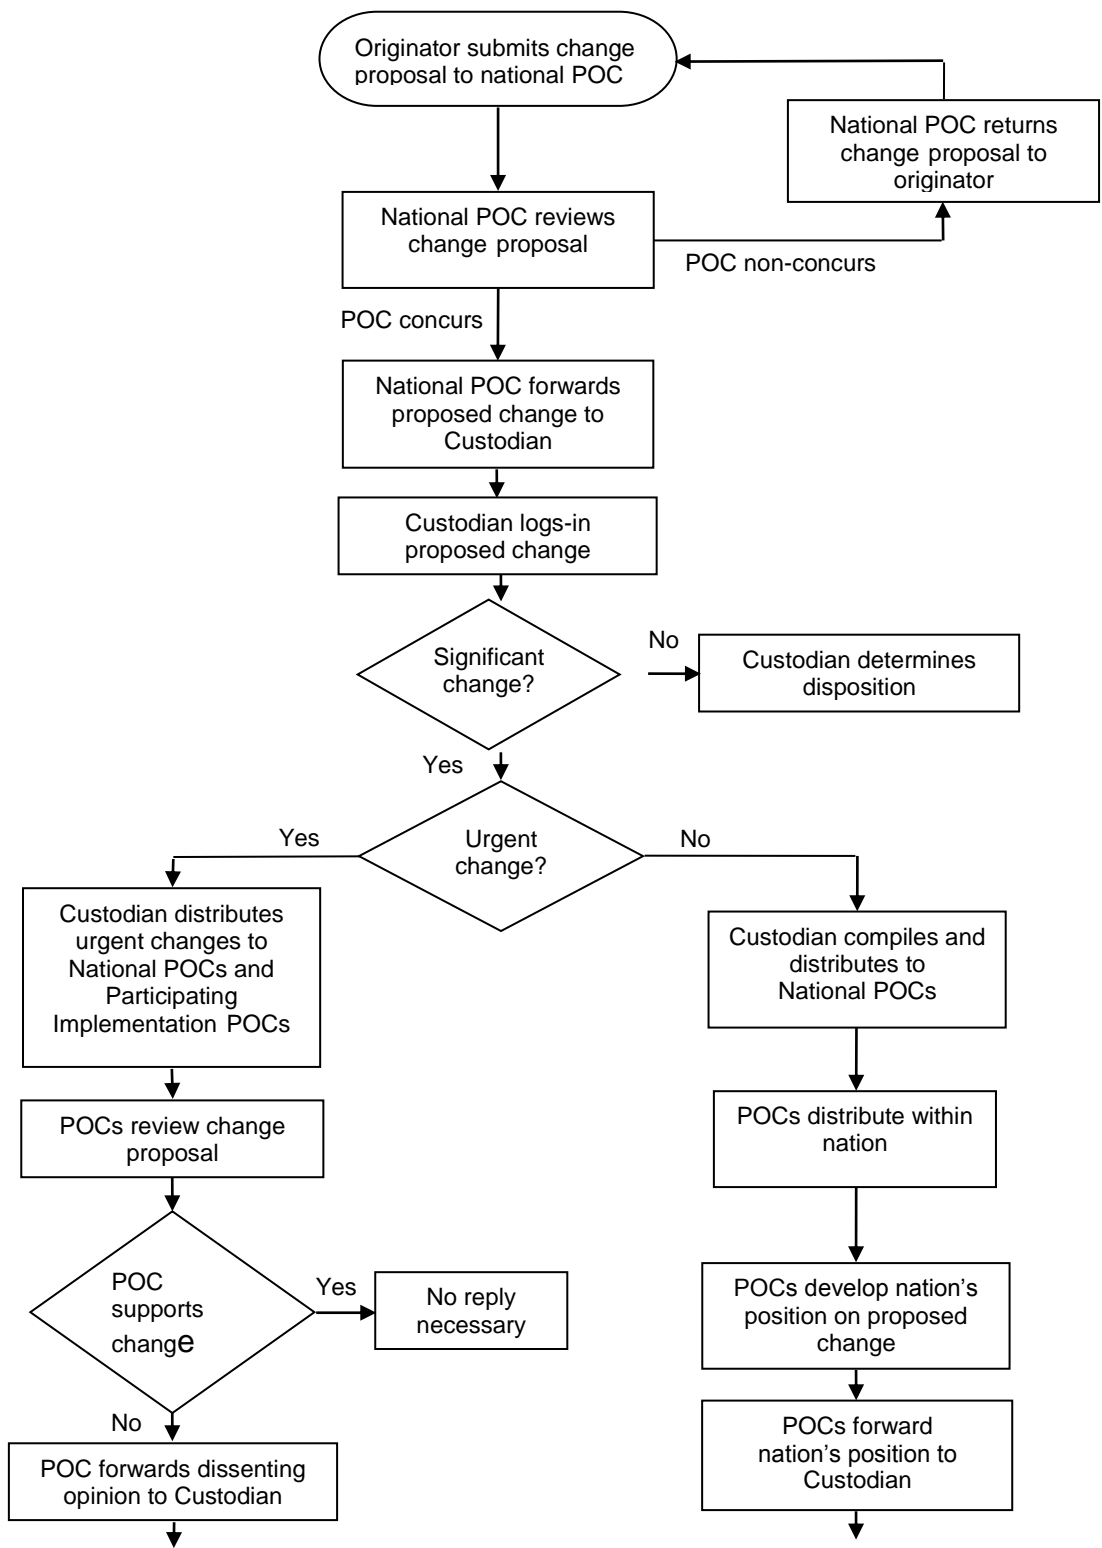 Originator submits change
proposal to national POC
National POC returns
change proposal to
originator
National POC reviews
change proposal
POC non-concurs
POC concurs
National POC forwards
proposed change to
Custodian
Custodian logs-in
proposed change
Significant
change?
No
Custodian determines
disposition
Yes
Urgent
change?
Yes
No
Custodian distributes
urgent changes to
National POCs and
Participating
Implementation POCs
Custodian compiles and
distributes to
National POCs
POCs review change
proposal
POCs distribute within
nation
POC
supports
change
Yes
No reply
necessary
POCs develop nation’s
position on proposed
change
No
POC forwards dissenting
opinion to Custodian
POCs forward
nation’s position to
Custodian